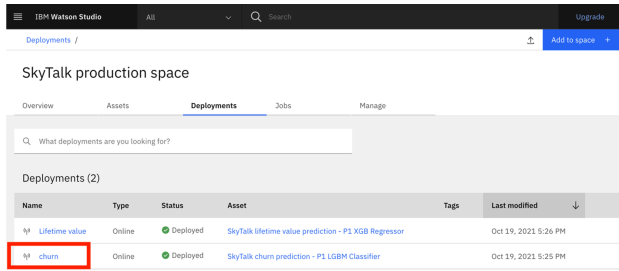 IBM Watson Studio All Search Upgrade
Deployments / Add to space +
SkyTalk production space
Overview Assets Deployments Jobs Manage
What deployments are you looking for?
Deployments (2)
Name Type Status Asset Tags Last modified
Lifetime value Online Deployed SkyTalk lifetime value prediction - P1 XGB Regressor Oct 19, 2021 5:26 PM
churn Online Deployed SkyTalk churn prediction - P1 LGBM Classifier Oct 19, 2021 5:25 PM